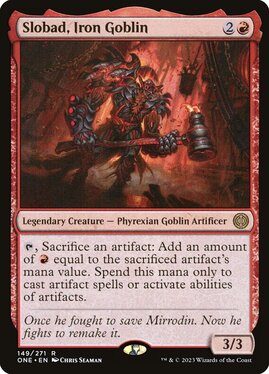 Slobad, Iron Goblin 2
Legendary Creature — Phyrexian Goblin Artificer
, Sacrifice an artifact: Add an amount
of equal to the sacrificed artifact's
mana value. Spend this mana only to
cast artifact spells or activate abilities
of artifacts.
Once he fought to save Mirrodin. Now he
fights to remake it.
3/3
149/271 R
ONE • EN CHRIS SEAMAN
™ & © 2023 Wizards of the Coast